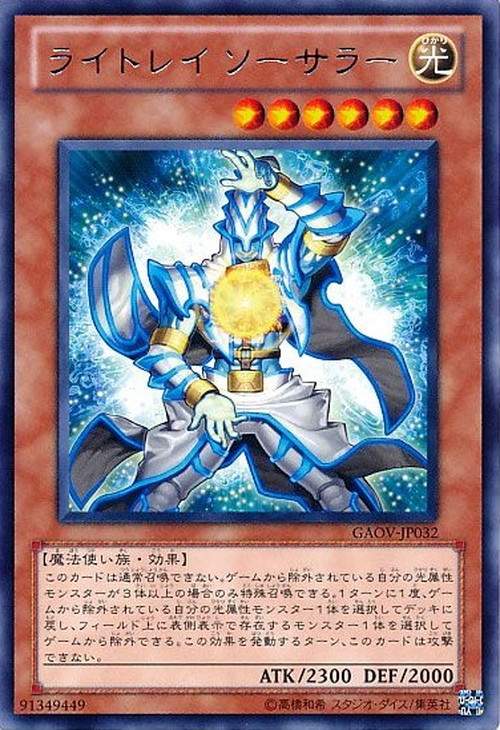 ライトレイ ソーサラー
ひかり
光
GAOV-JP032
【魔法使い族・効果】
このカードは通常召喚できない。ゲームから除外されている自分の光属性
モンスターが3体以上の場合のみ特殊召喚できる。1ターンに1度、ゲー
ムから除外されている自分の光属性モンスター1体を選択してデッキに
戻し、フィールド上に表側表示で存在するモンスター1体を選択して
ゲームから除外できる。この効果を発動するターン、このカードは攻撃
できない。
ATK/2300 DEF/2000
91349449
©高橋和希 スタジオ・ダイス/集英社